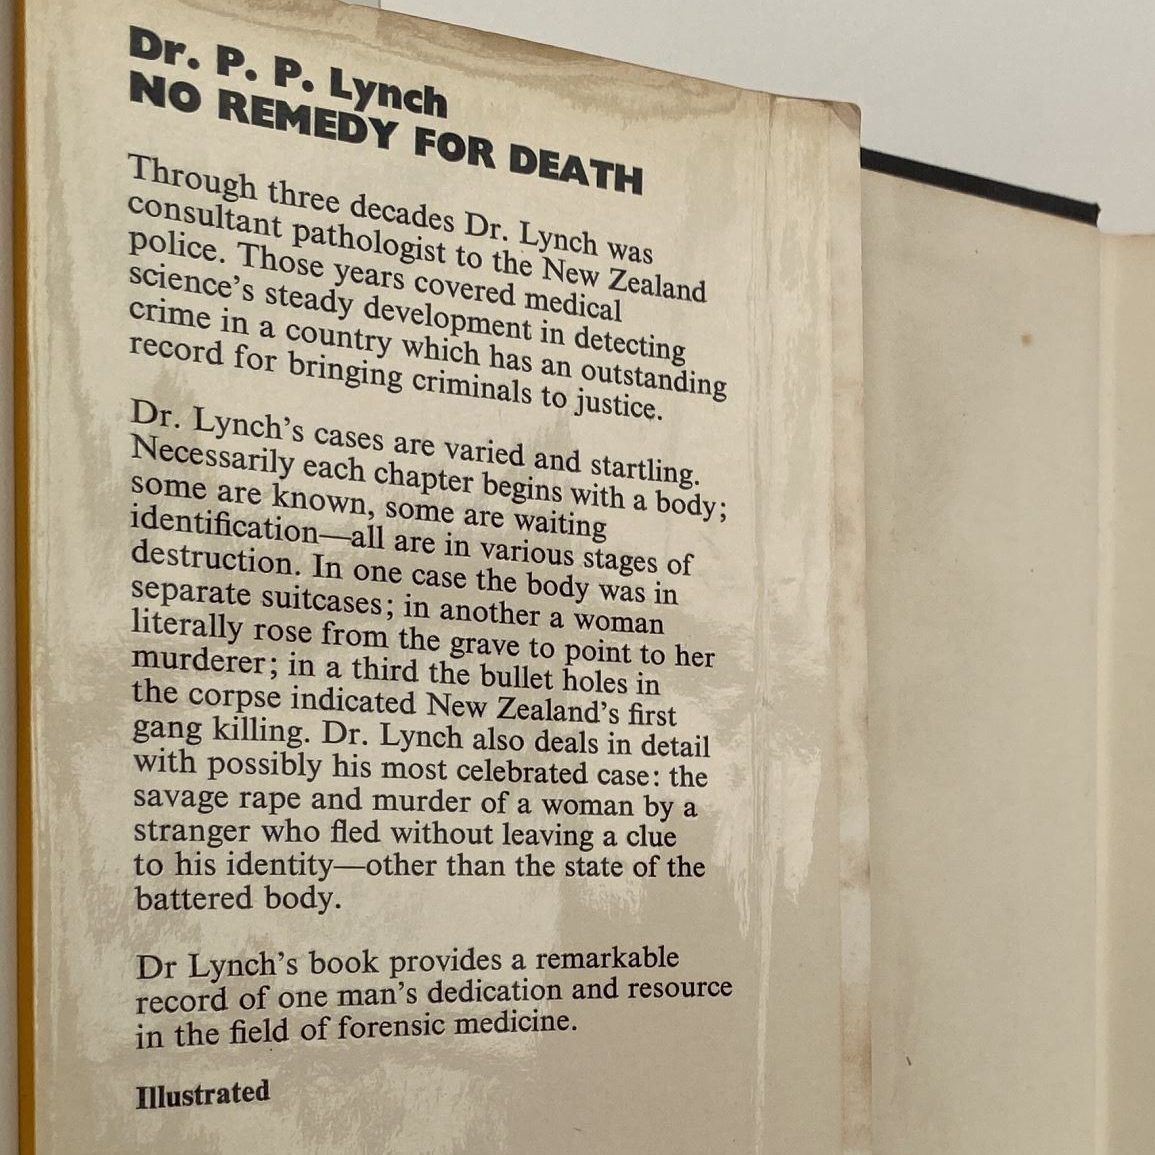 Dr. P. P. Lynch
NO REMEDY FOR DEATH
Through three decades Dr. Lynch was
consultant pathologist to the New Zealand
police. Those years covered medical
science's steady development in detecting
crime in a country which has an outstanding
record for bringing criminals to justice.
Dr. Lynch's cases are varied and startling.
Necessarily each chapter begins with a body;
some are known, some are waiting
identification—all are in various stages of
destruction. In one case the body was in
separate suitcases; in another a woman
literally rose from the grave to point to her
murderer; in a third the bullet holes in
the corpse indicated New Zealand's first
gang killing. Dr. Lynch also deals in detail
with possibly his most celebrated case: the
savage rape and murder of a woman by a
stranger who fled without leaving a clue
to his identity—other than the state of the
battered body.
Dr Lynch's book provides a remarkable
record of one man's dedication and resource
in the field of forensic medicine.
Illustrated